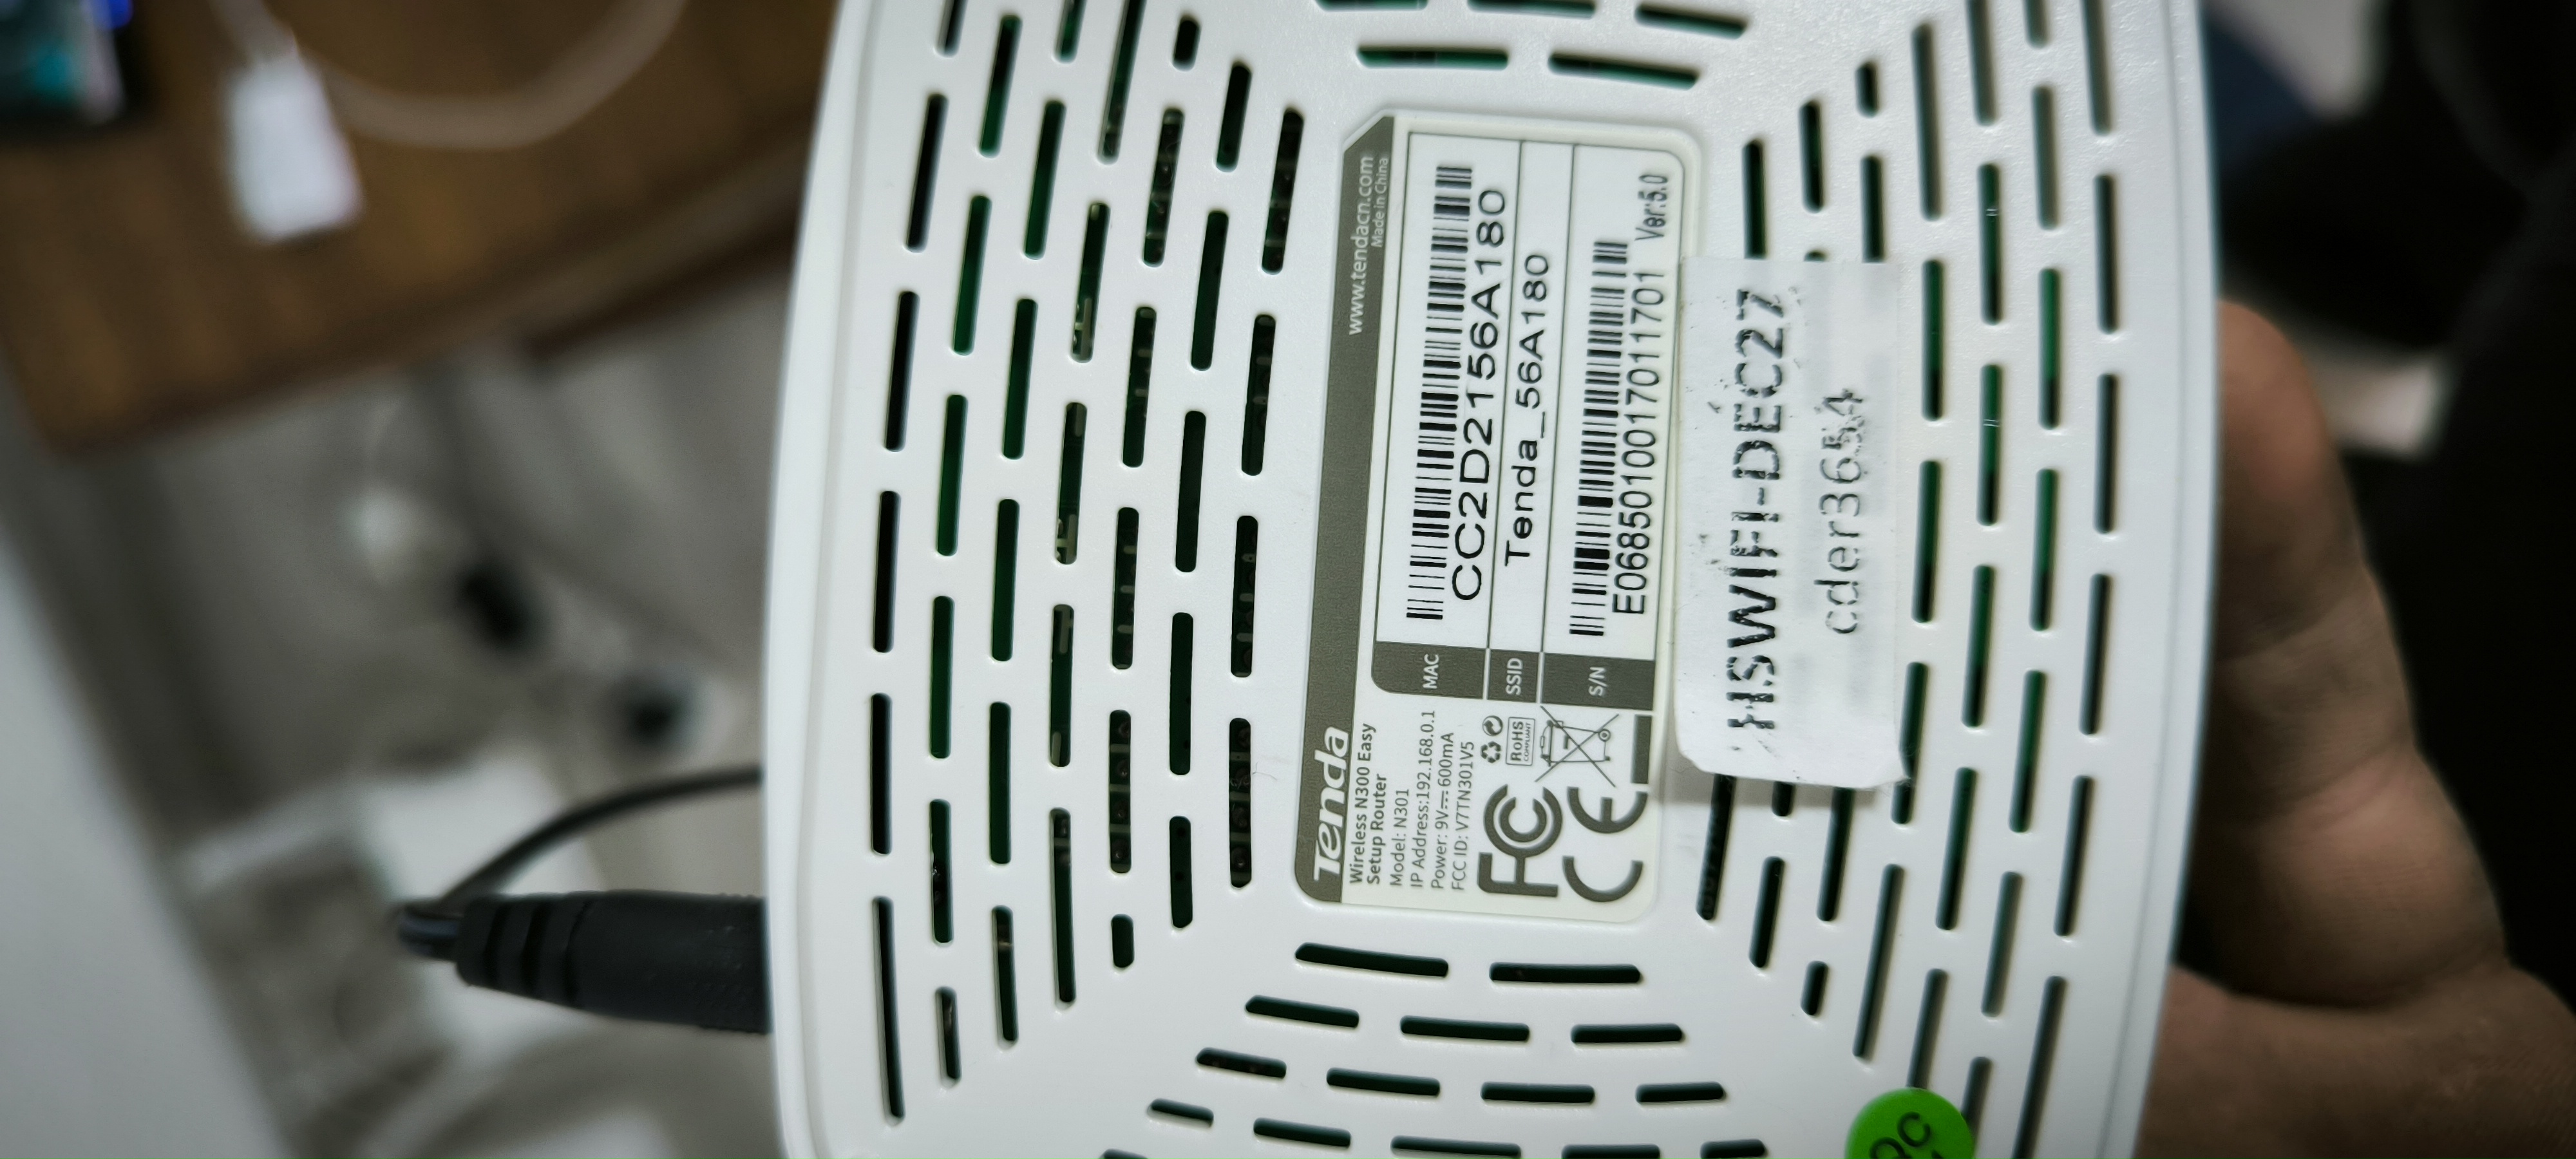 Tenda
www.tendacn.com
Made in China
Wireless N300 Easy
Setup Router
Model: N301
IP Address:192.168.0.1
Power: 9V⎓600mA
FCC ID: V7TN301V5
RoHS
COMPLIANT
FC
CE
MAC
CC2D2156A180
SSID
Tenda_56A180
S/N
E0685010017011701
Ver:5.0
HSWIFI-DEC27
cder3654